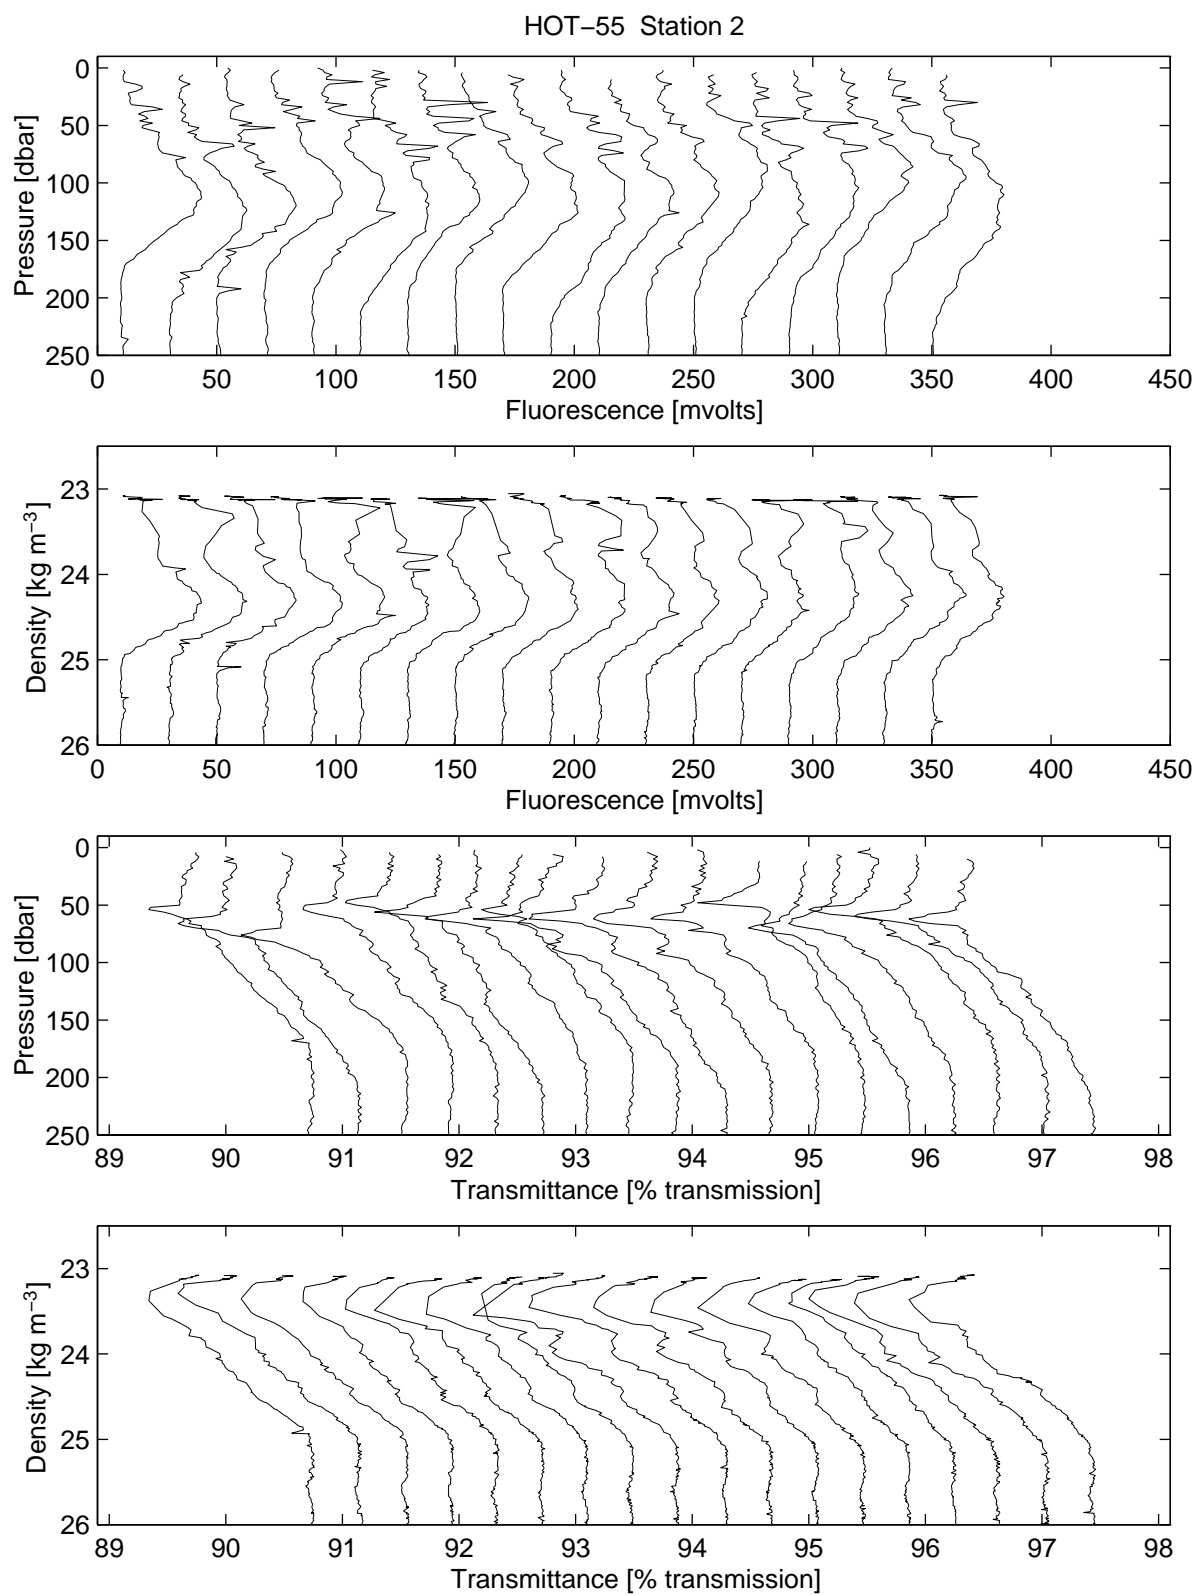 HOT−55 Station 2
0
50
100
150
200
250
Pressure [dbar]
0 50 100 150 200 250 300 350 400 450
Fluorescence [mvolts]
23
24
25
26
Density [kg m−3]
0 50 100 150 200 250 300 350 400 450
Fluorescence [mvolts]
0
50
100
150
200
250
Pressure [dbar]
89 90 91 92 93 94 95 96 97 98
Transmittance [% transmission]
23
24
25
26
Density [kg m−3]
89 90 91 92 93 94 95 96 97 98
Transmittance [% transmission]